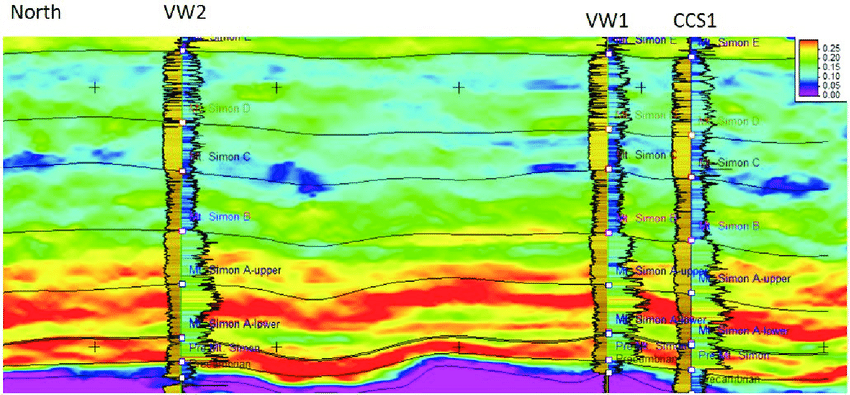 North
VW2
VW1
CCS1
Mt. Simon E
Mt. Simon E
Mt. Simon E
0.25
0.20
0.15
0.10
0.05
0.00
Mt. Simon D
Simon D
Simon D
Mt. Simon C
Mt. Simon C
Mt. Simon C
Mt. Simon B
Mt. Simon B
Mt. Simon B
Mt. Simon A-upper
Mt. Simon A-upper
Mt. Simon A-upper
Mt. Simon A-lower
Mt. Simon A-lower
Mt. Simon A-lower
Pre-Mt. Simon
Pre-Mt. Simon
Pre-Mt. Simon
Precambrian
Precambrian
Precambrian